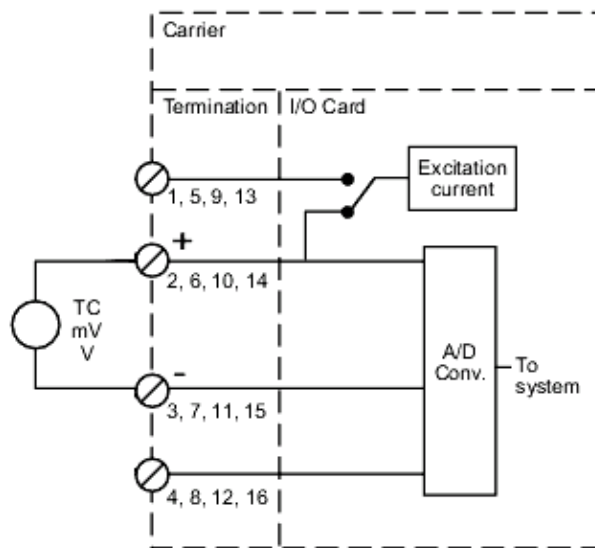 Carrier
Termination
I/O Card
Excitation
current
1, 5, 9, 13
+
2, 6, 10, 14
TC
mV
V
A/D
Conv.
To
system
-
3, 7, 11, 15
4, 8, 12, 16